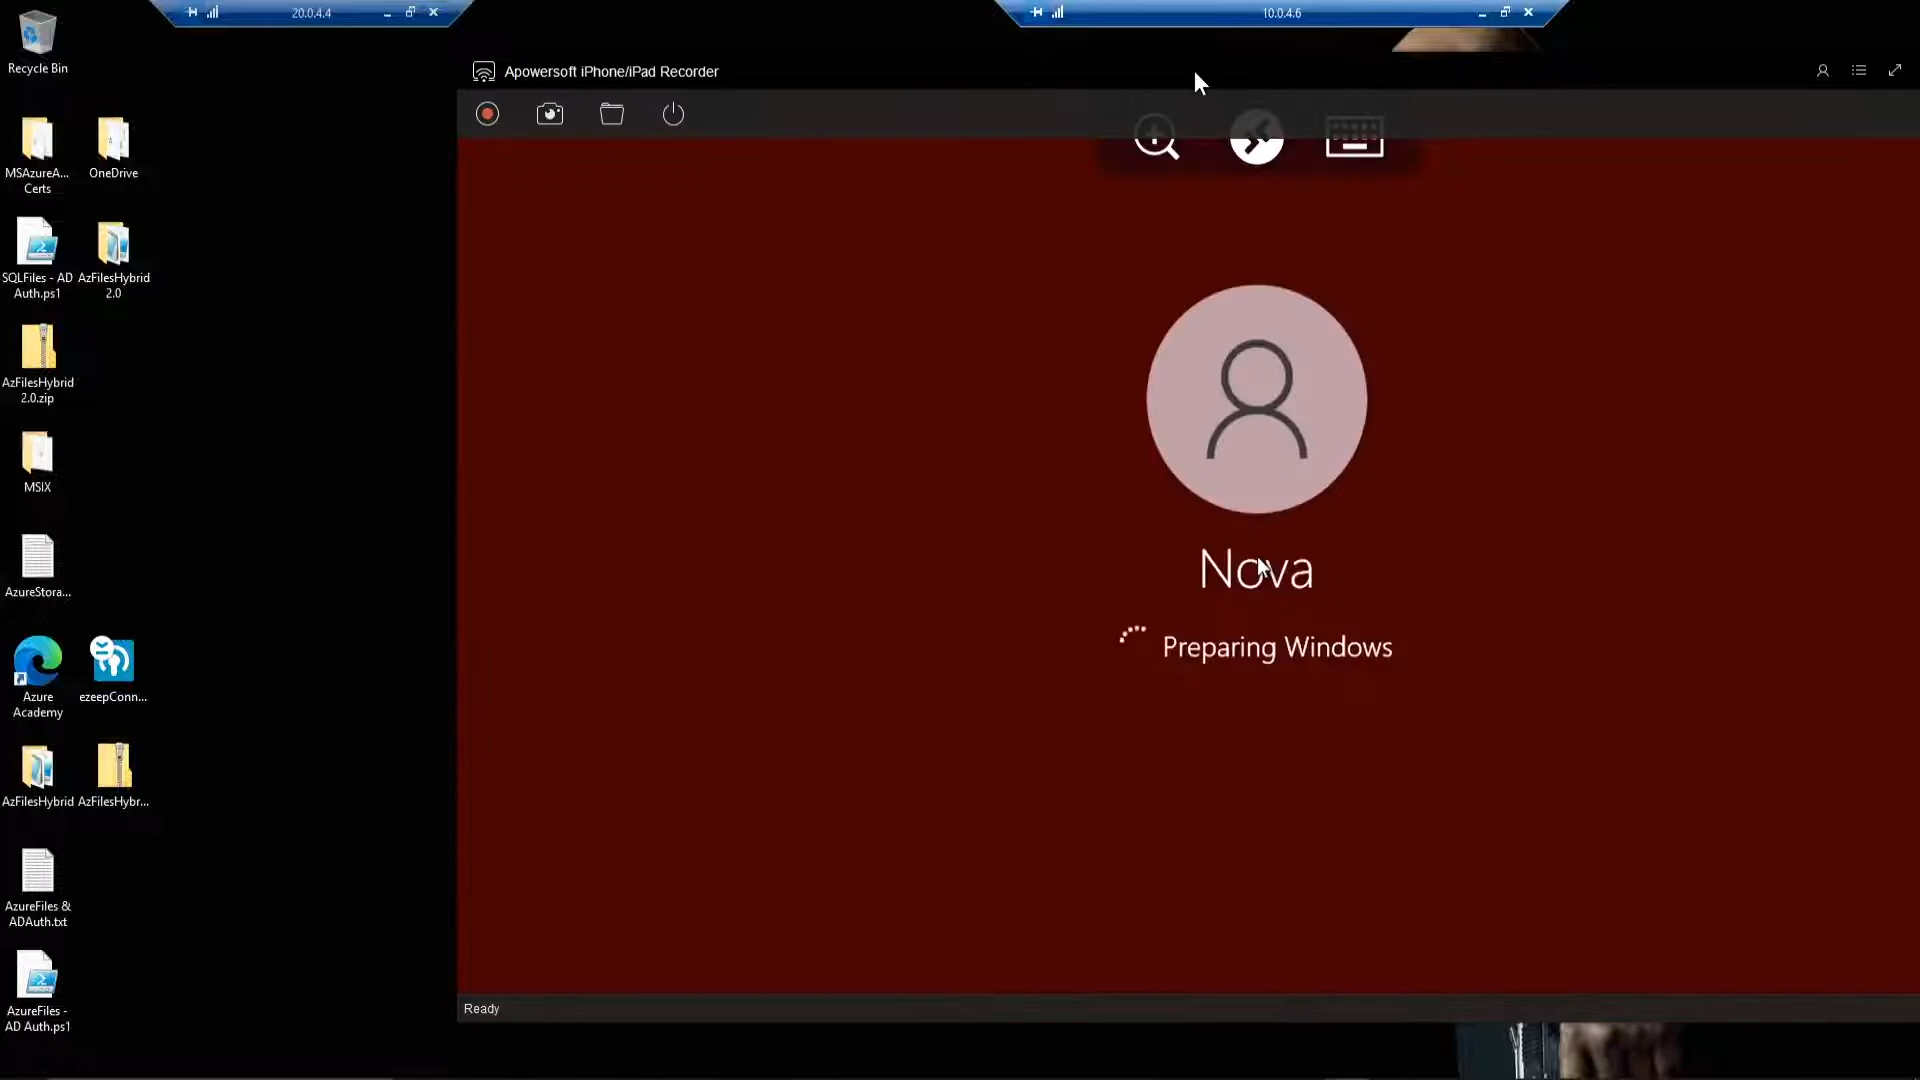 20.0.4.4
10.0.4.6
Recycle Bin
Apowersoft iPhone/iPad Recorder
MSAzureA...
Certs
OneDrive
SQLFiles - AD
Auth.ps1
AzFilesHybrid
2.0
AzFilesHybrid
2.0.zip
MSIX
AzureStora...
Azure
Academy
ezeepConn...
AzFilesHybrid
AzFilesHybr...
AzureFiles &
ADAuth.txt
AzureFiles -
AD Auth.ps1
Nova
Preparing Windows
Ready